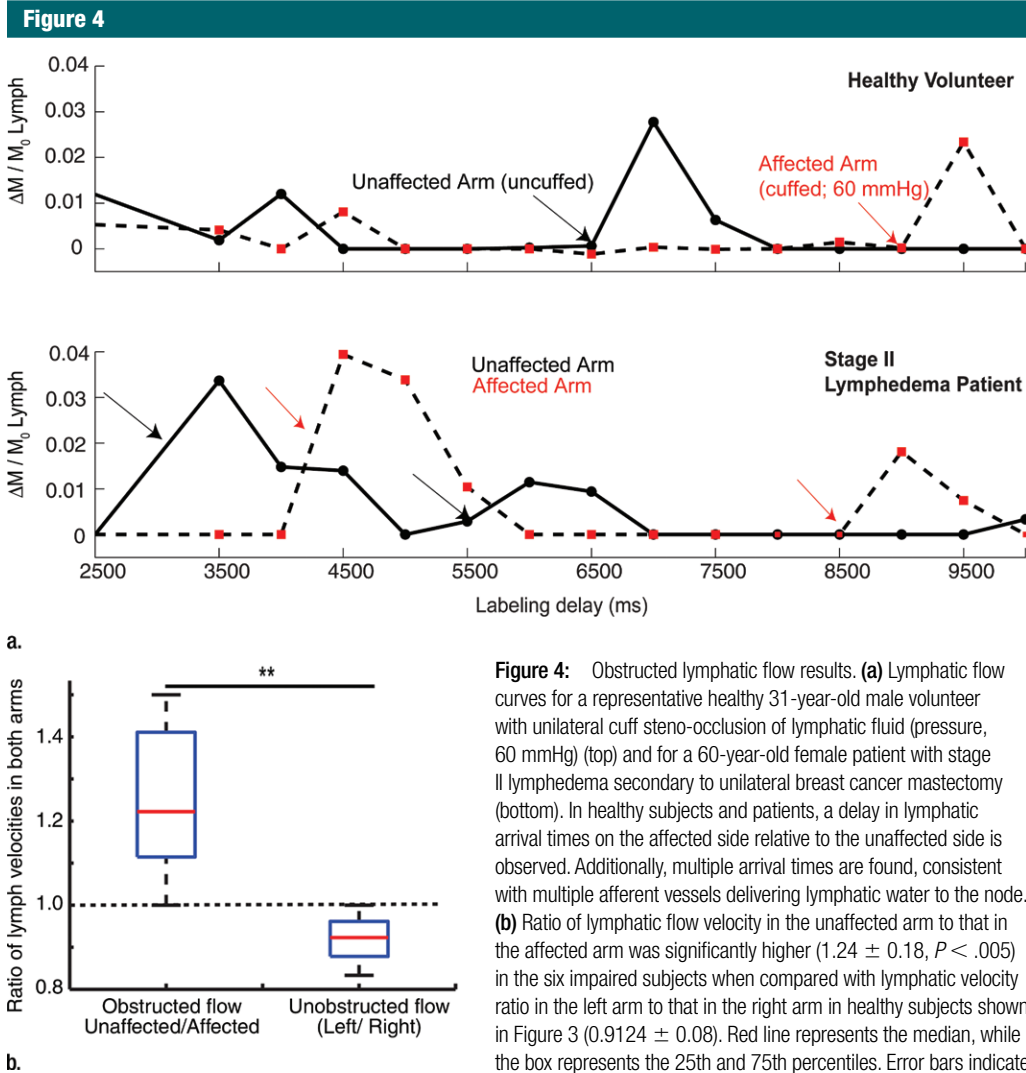 Figure 4
0.04
0.03
0.02
0.01
0
ΔM / M₀ Lymph
Healthy Volunteer
Unaffected Arm (uncuffed)
Affected Arm
(cuffed; 60 mmHg)
0.04
0.03
0.02
0.01
0
ΔM / M₀ Lymph
Unaffected Arm
Affected Arm
Stage II
Lymphedema Patient
2500 3500 4500 5500 6500 7500 8500 9500
Labeling delay (ms)
a.
**
1.4
1.2
1.0
0.8
Ratio of lymph velocities in both arms
Obstructed flow
Unaffected/Affected
Unobstructed flow
(Left/ Right)
b.
Figure 4: Obstructed lymphatic flow results. (a) Lymphatic flow
curves for a representative healthy 31-year-old male volunteer
with unilateral cuff steno-occlusion of lymphatic fluid (pressure,
60 mmHg) (top) and for a 60-year-old female patient with stage
II lymphedema secondary to unilateral breast cancer mastectomy
(bottom). In healthy subjects and patients, a delay in lymphatic
arrival times on the affected side relative to the unaffected side is
observed. Additionally, multiple arrival times are found, consistent
with multiple afferent vessels delivering lymphatic water to the node.
(b) Ratio of lymphatic flow velocity in the unaffected arm to that in
the affected arm was significantly higher (1.24 ± 0.18, P < .005)
in the six impaired subjects when compared with lymphatic velocity
ratio in the left arm to that in the right arm in healthy subjects shown
in Figure 3 (0.9124 ± 0.08). Red line represents the median, while
the box represents the 25th and 75th percentiles. Error bars indicate